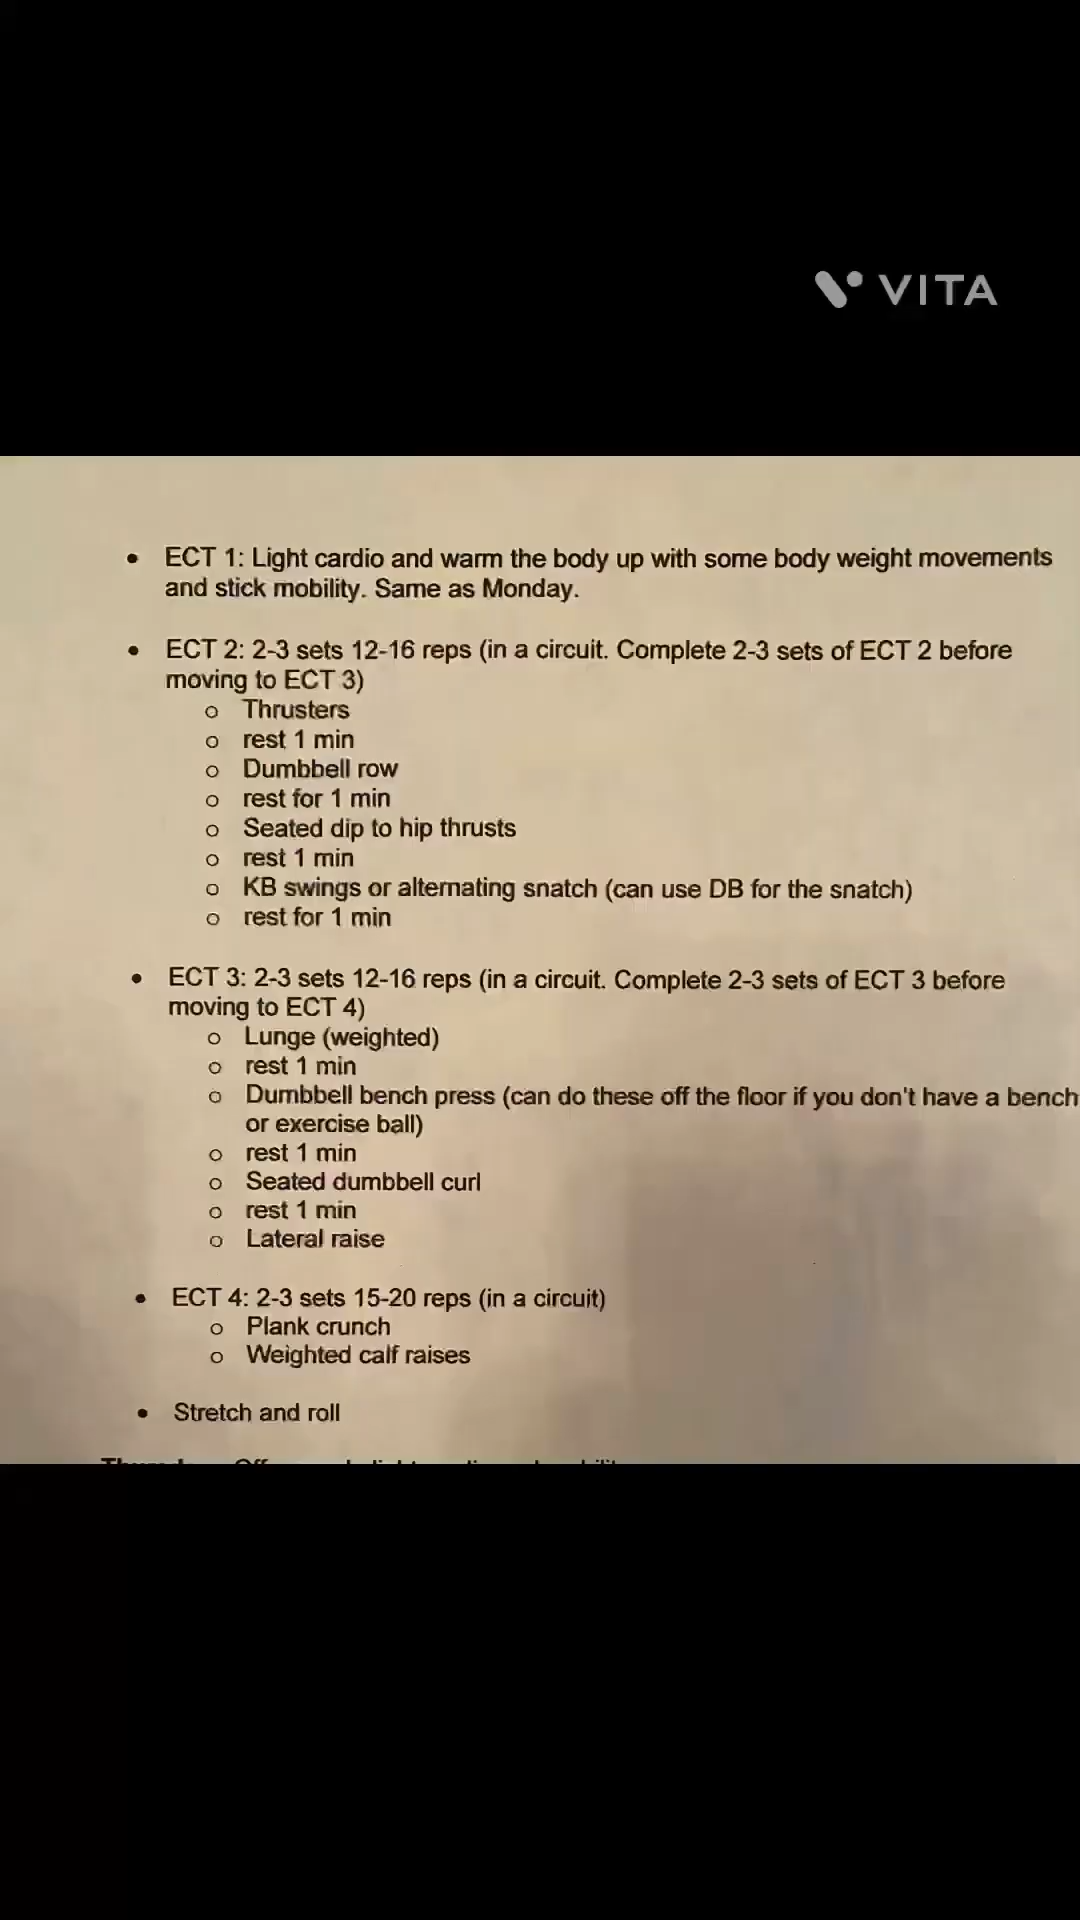 VITA
• ECT 1: Light cardio and warm the body up with some body weight movements
and stick mobility. Same as Monday.
• ECT 2: 2-3 sets 12-16 reps (in a circuit. Complete 2-3 sets of ECT 2 before
moving to ECT 3)
o Thrusters
o rest 1 min
o Dumbbell row
o rest for 1 min
o Seated dip to hip thrusts
o rest 1 min
o KB swings or alternating snatch (can use DB for the snatch)
o rest for 1 min
• ECT 3: 2-3 sets 12-16 reps (in a circuit. Complete 2-3 sets of ECT 3 before
moving to ECT 4)
o Lunge (weighted)
o rest 1 min
o Dumbbell bench press (can do these off the floor if you don't have a bench
or exercise ball)
o rest 1 min
o Seated dumbbell curl
o rest 1 min
o Lateral raise
• ECT 4: 2-3 sets 15-20 reps (in a circuit)
o Plank crunch
o Weighted calf raises
• Stretch and roll